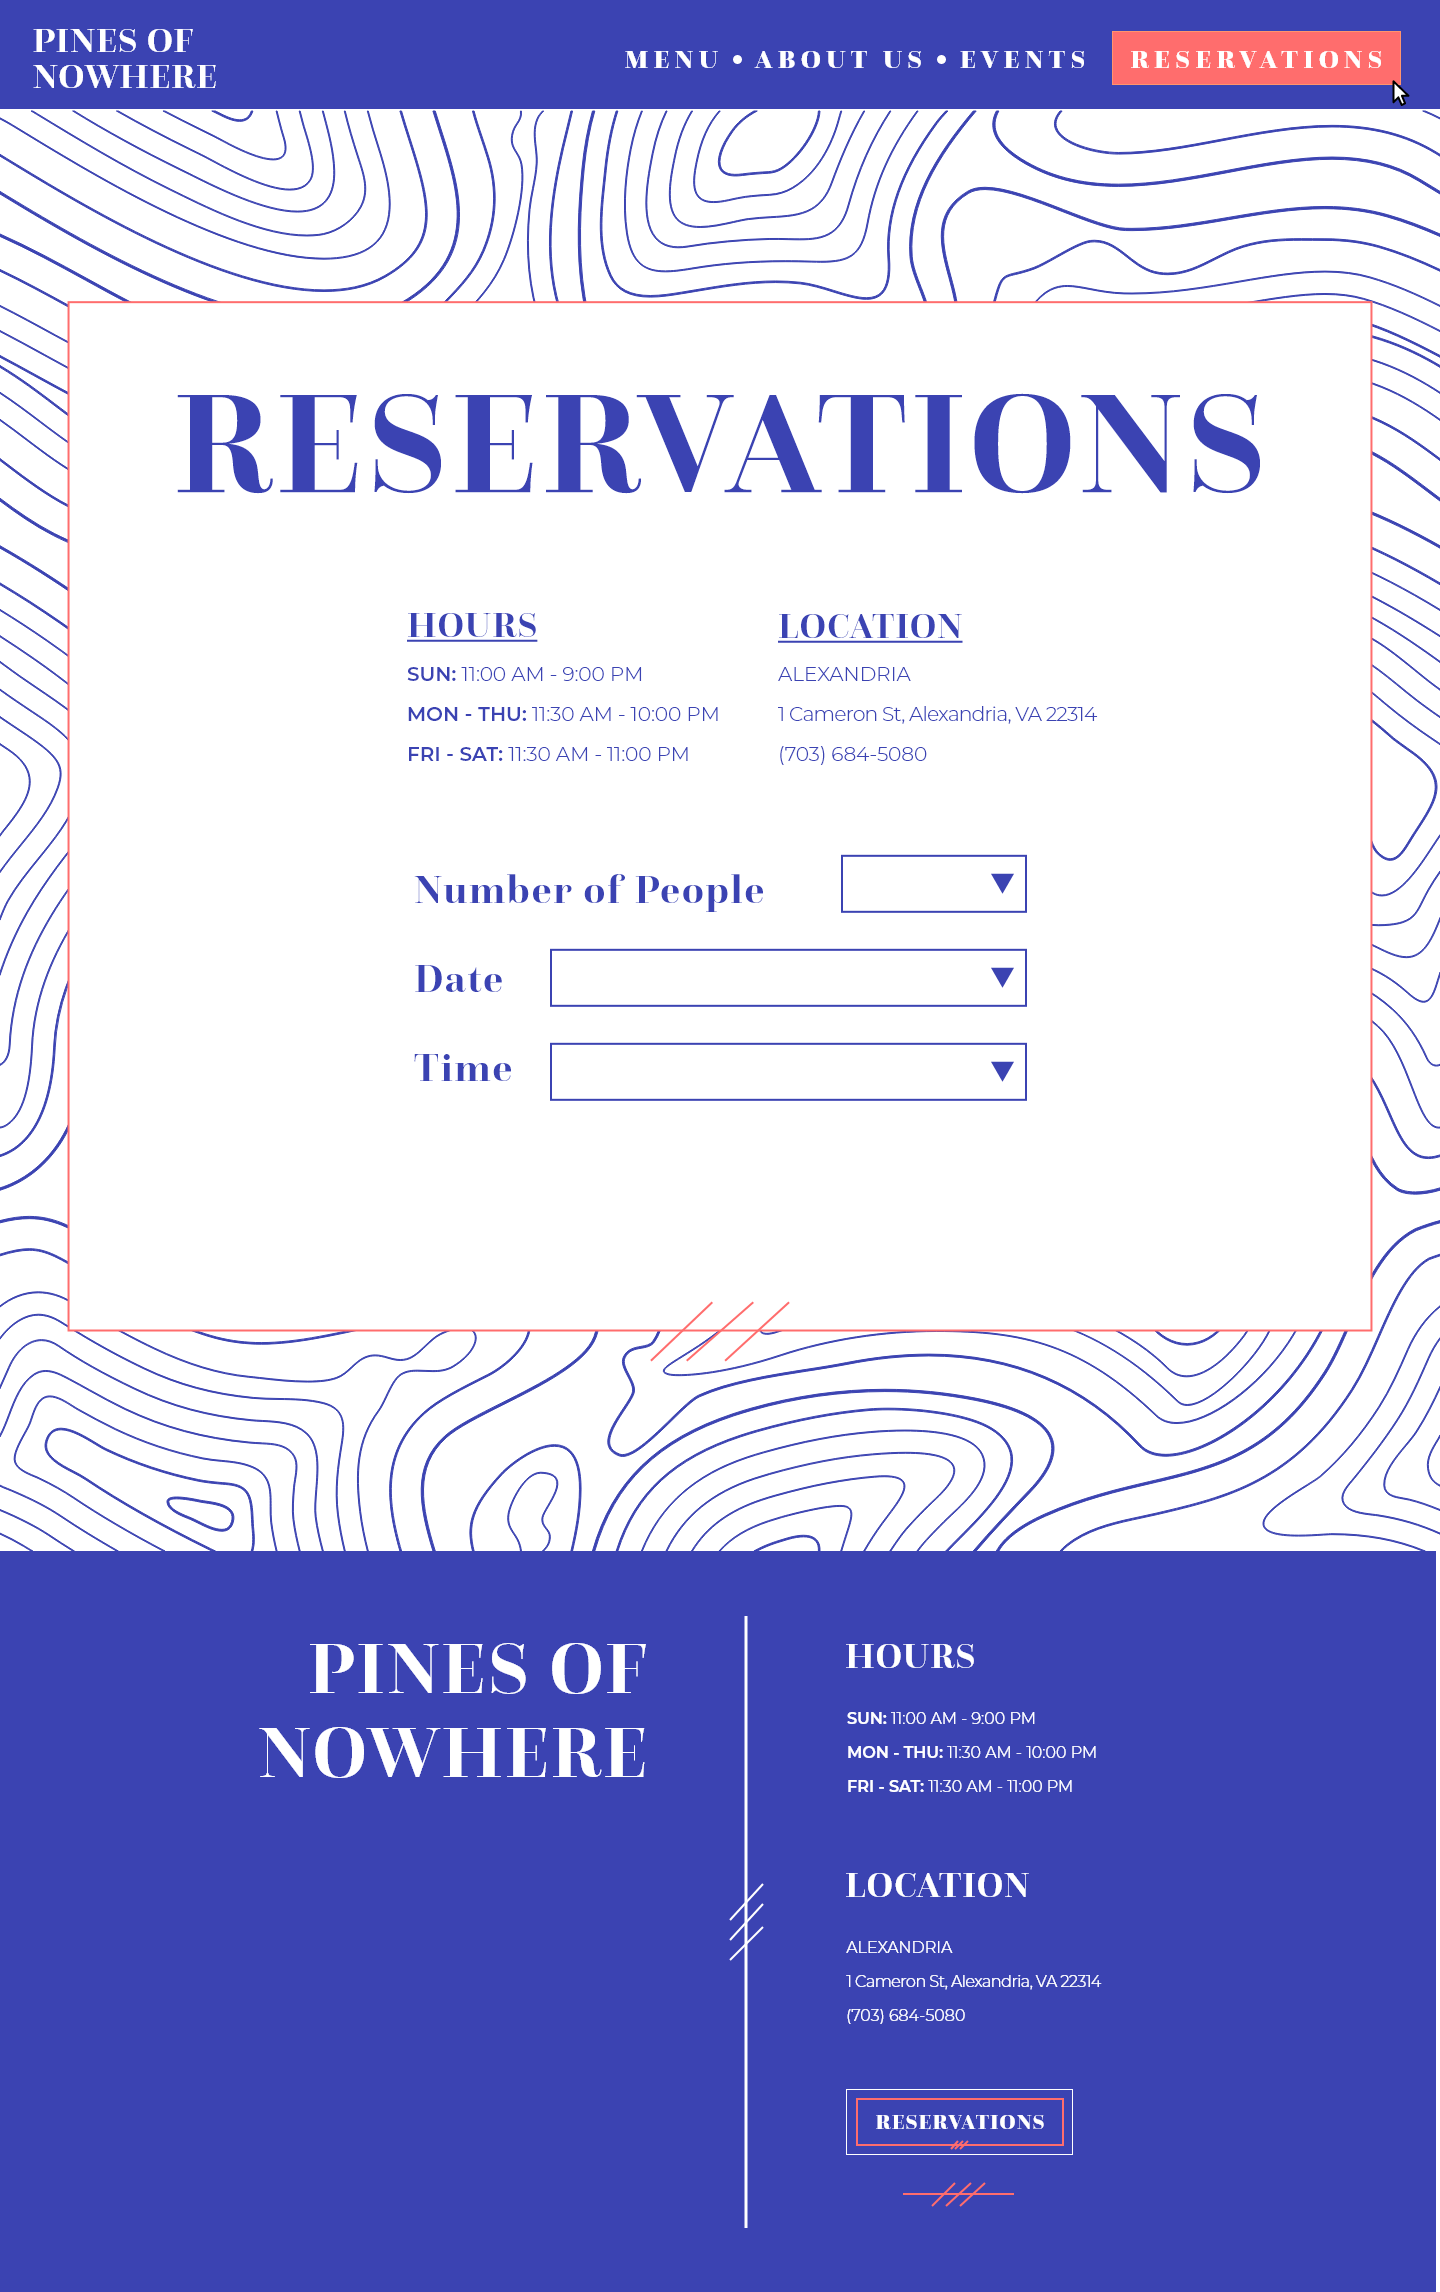 PINES OF
NOWHERE
MENU • ABOUT US • EVENTS
RESERVATIONS
RESERVATIONS
HOURS
SUN: 11:00 AM - 9:00 PM
MON - THU: 11:30 AM - 10:00 PM
FRI - SAT: 11:30 AM - 11:00 PM
LOCATION
ALEXANDRIA
1 Cameron St, Alexandria, VA 22314
(703) 684-5080
Number of People
Date
Time
PINES OF
NOWHERE
HOURS
SUN: 11:00 AM - 9:00 PM
MON - THU: 11:30 AM - 10:00 PM
FRI - SAT: 11:30 AM - 11:00 PM
LOCATION
ALEXANDRIA
1 Cameron St, Alexandria, VA 22314
(703) 684-5080
RESERVATIONS